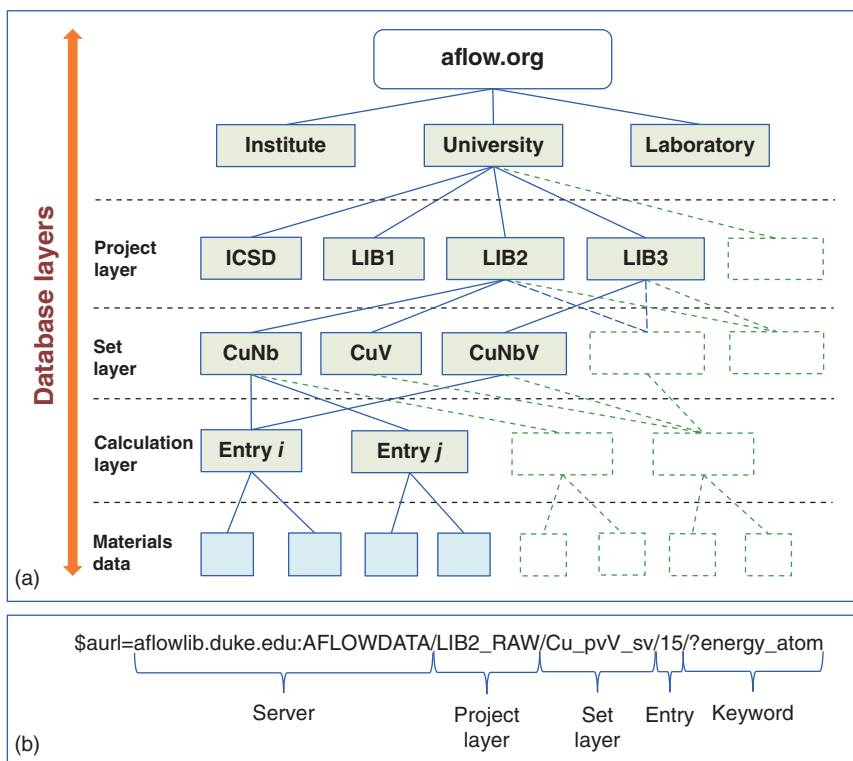 aflow.org
Institute
University
Laboratory
Database layers
Project
layer
ICSD
LIB1
LIB2
LIB3
Set
layer
CuNb
CuV
CuNbV
Calculation
layer
Entry i
Entry j
Materials
data
(a)
$aurl=aflowlib.duke.edu:AFLOWDATA/LIB2_RAW/Cu_pvV_sv/15/?energy_atom
Server
Project
layer
Set
layer
Entry
Keyword
(b)